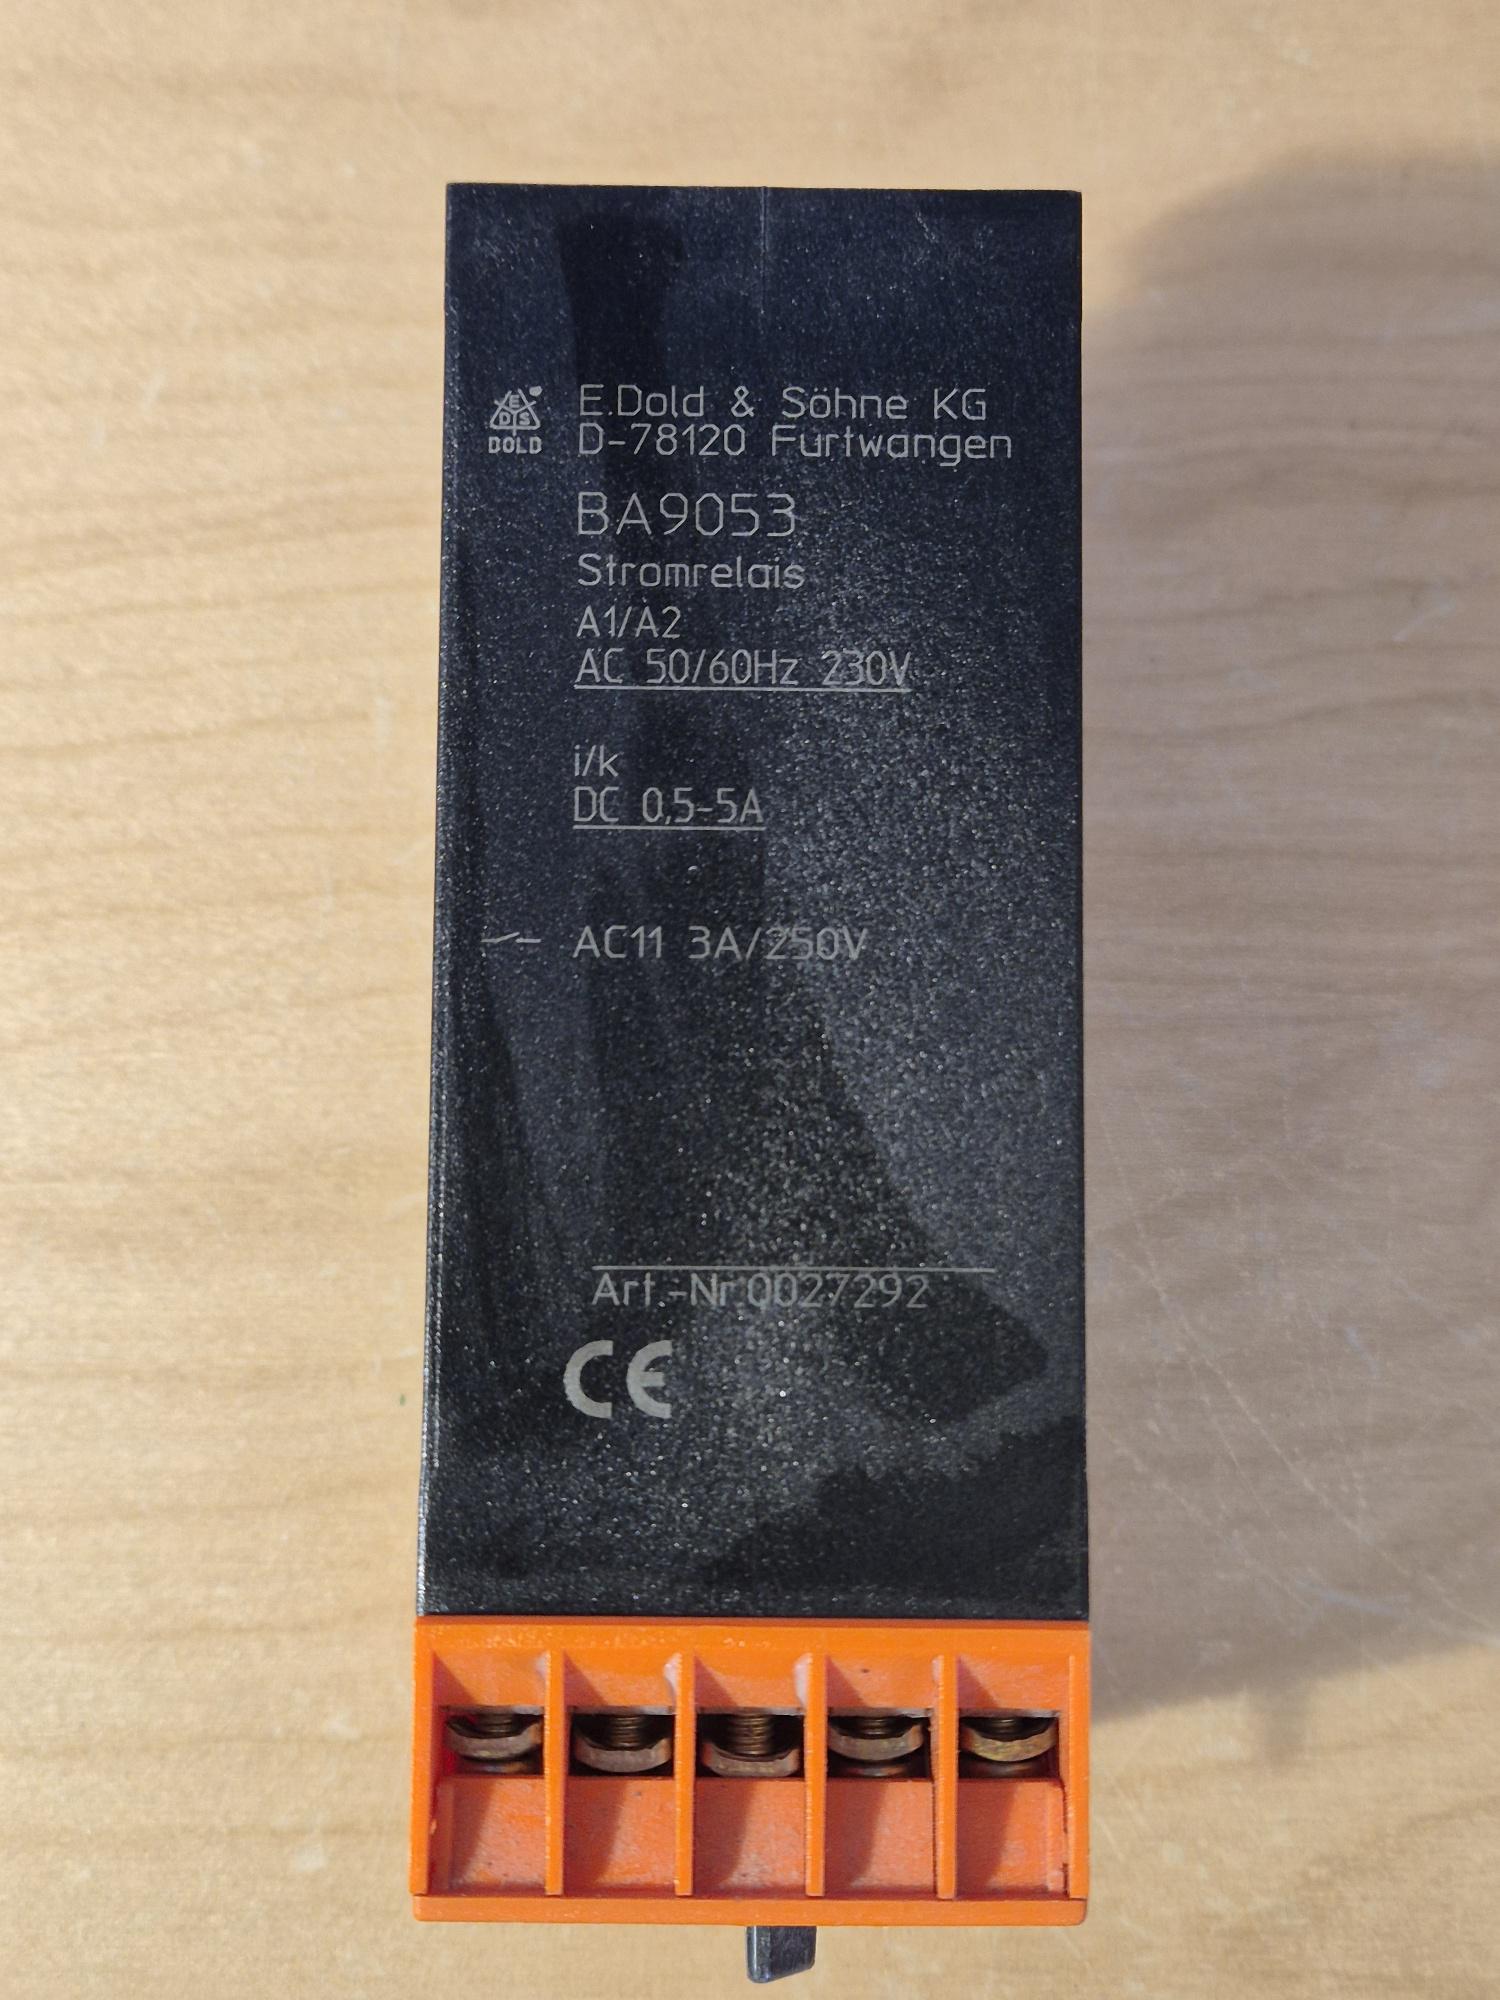 E.Dold & Söhne KG
D-78120 Furtwangen
E
D S
DOLD
BA9053
Stromrelais
A1/A2
AC 50/60Hz 230V
i/k
DC 0,5-5A
AC11 3A/250V
Art.-Nr.0027292
CE